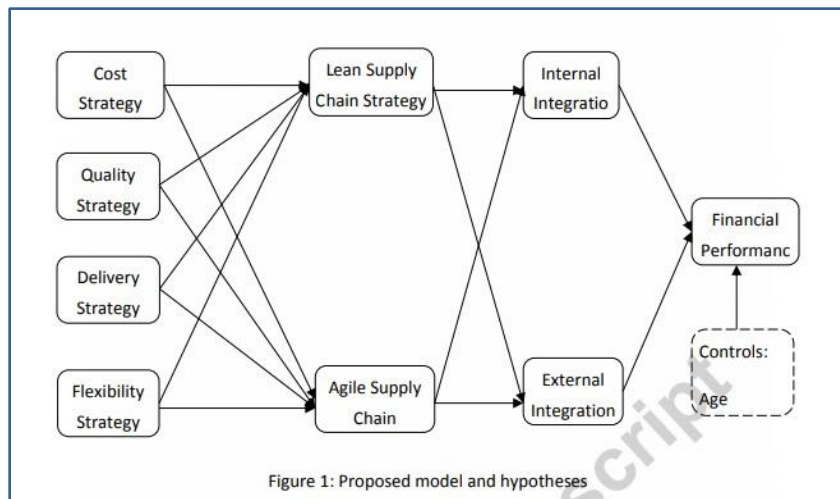 Cost
Strategy
Lean Supply
Chain Strategy
Internal
Integratio
Quality
Strategy
Financial
Performanc
Delivery
Strategy
Controls:
Age
Flexibility
Strategy
Agile Supply
Chain
External
Integration
script
Figure 1: Proposed model and hypotheses